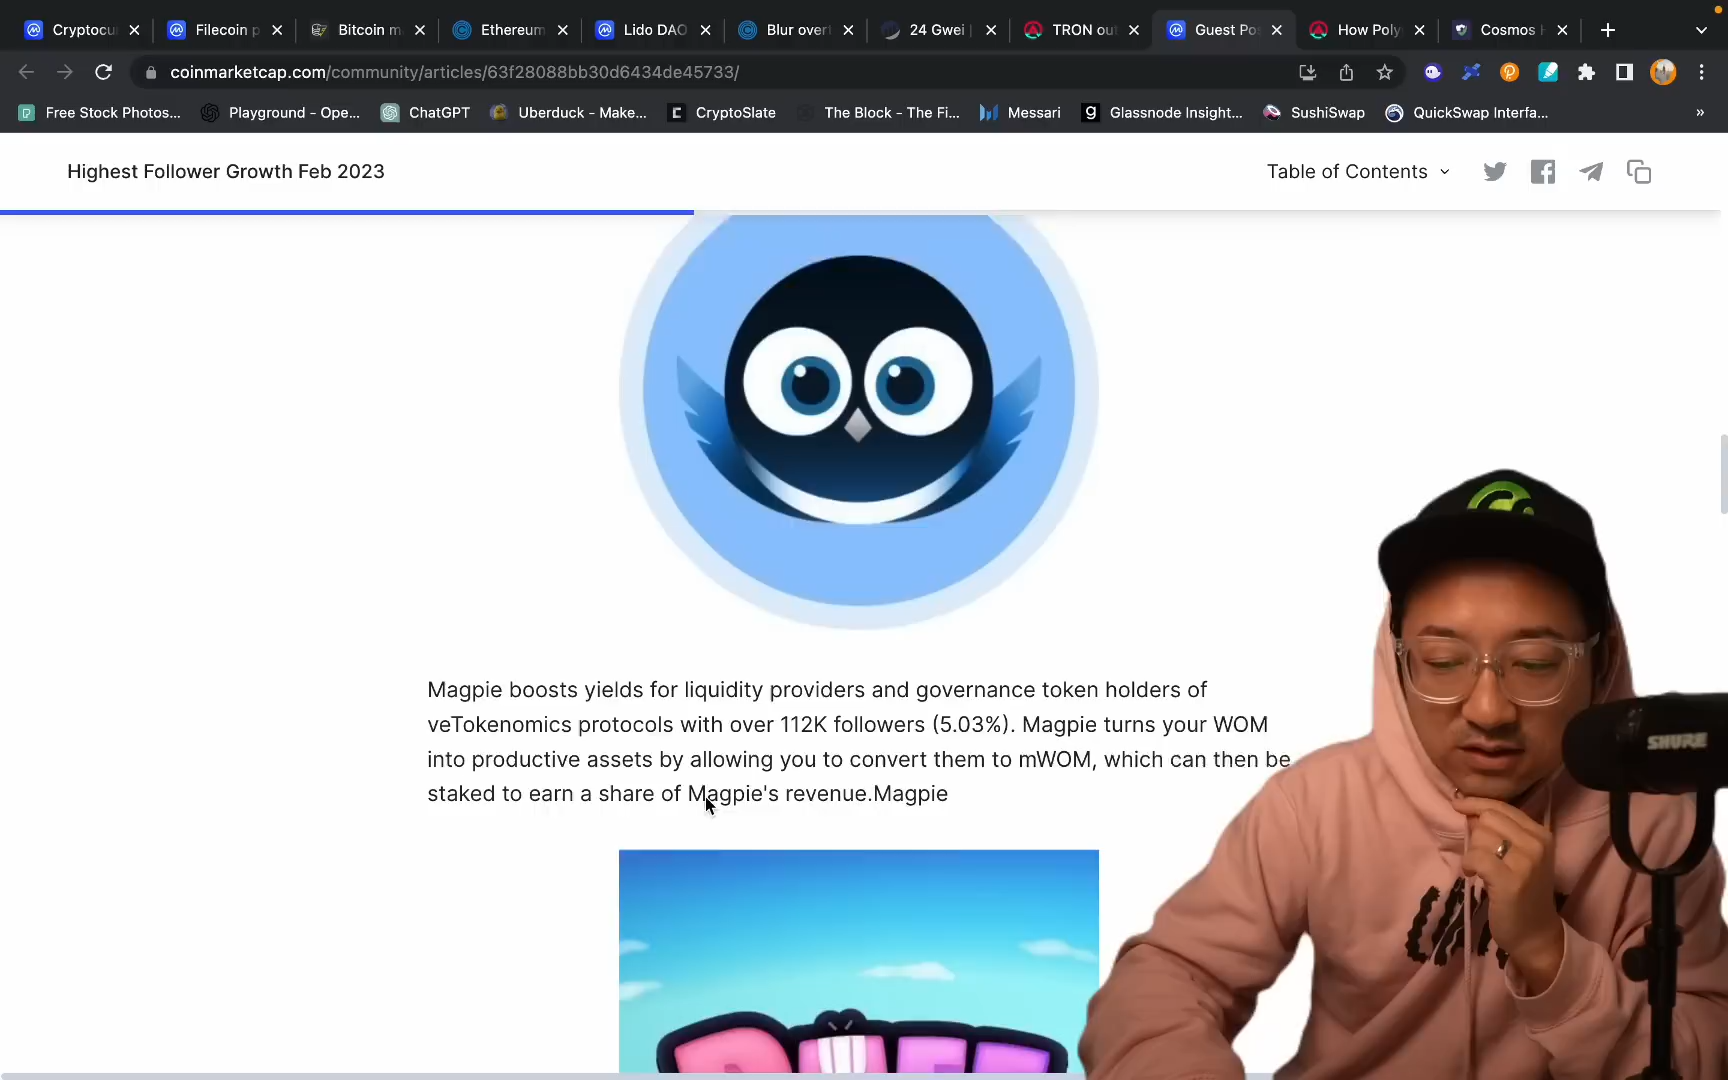 Cryptocu
Filecoin p
Bitcoin m
Ethereum
Lido DAO
Blur over
24 Gwei |
TRON out
Guest Po
How Poly
Cosmos H
coinmarketcap.com/community/articles/63f28088bb30d6434de45733/
Free Stock Photos...
Playground - Ope...
ChatGPT
Uberduck - Make...
CryptoSlate
The Block - The Fi...
Messari
Glassnode Insight...
SushiSwap
QuickSwap Interfa...
Highest Follower Growth Feb 2023
Table of Contents
Magpie boosts yields for liquidity providers and governance token holders of
veTokenomics protocols with over 112K followers (5.03%). Magpie turns your WOM
into productive assets by allowing you to convert them to mWOM, which can then be
staked to earn a share of Magpie's revenue.Magpie
SHURE